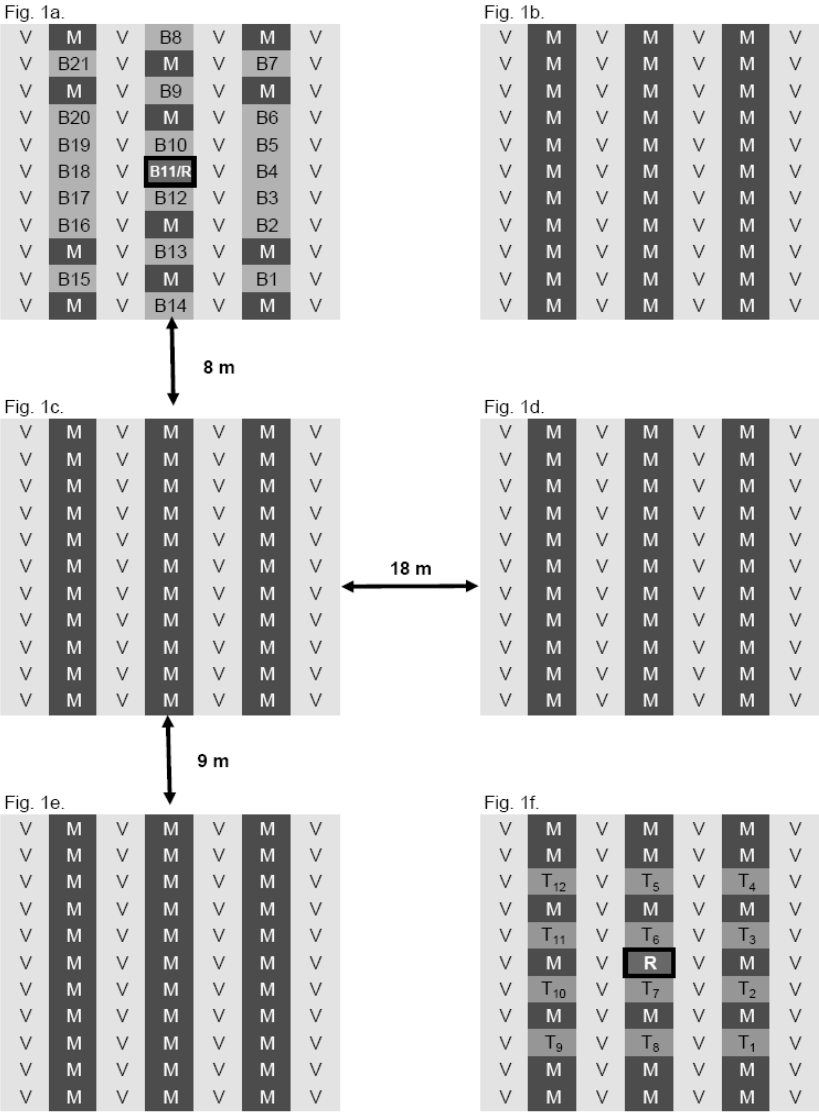 Fig. 1a.
V M V B8 V M V
V B21 V M V B7 V
V M V B9 V M V
V B20 V M V B6 V
V B19 V B10 V B5 V
V B18 V B11/R V B4 V
V B17 V B12 V B3 V
V B16 V M V B2 V
V M V B13 V M V
V B15 V M V B1 V
V M V B14 V M V
Fig. 1b.
V M V M V M V
V M V M V M V
V M V M V M V
V M V M V M V
V M V M V M V
V M V M V M V
V M V M V M V
V M V M V M V
V M V M V M V
V M V M V M V
V M V M V M V
8 m
Fig. 1c.
V M V M V M V
V M V M V M V
V M V M V M V
V M V M V M V
V M V M V M V
V M V M V M V
V M V M V M V
V M V M V M V
V M V M V M V
V M V M V M V
V M V M V M V
18 m
Fig. 1d.
V M V M V M V
V M V M V M V
V M V M V M V
V M V M V M V
V M V M V M V
V M V M V M V
V M V M V M V
V M V M V M V
V M V M V M V
V M V M V M V
V M V M V M V
9 m
Fig. 1e.
V M V M V M V
V M V M V M V
V M V M V M V
V M V M V M V
V M V M V M V
V M V M V M V
V M V M V M V
V M V M V M V
V M V M V M V
V M V M V M V
V M V M V M V
Fig. 1f.
V M V M V M V
V M V M V M V
V T₁₂ V T₅ V T₄ V
V M V M V M V
V T₁₁ V T₆ V T₃ V
V M V R V M V
V T₁₀ V T₇ V T₂ V
V M V M V M V
V T₉ V T₈ V T₁ V
V M V M V M V
V M V M V M V